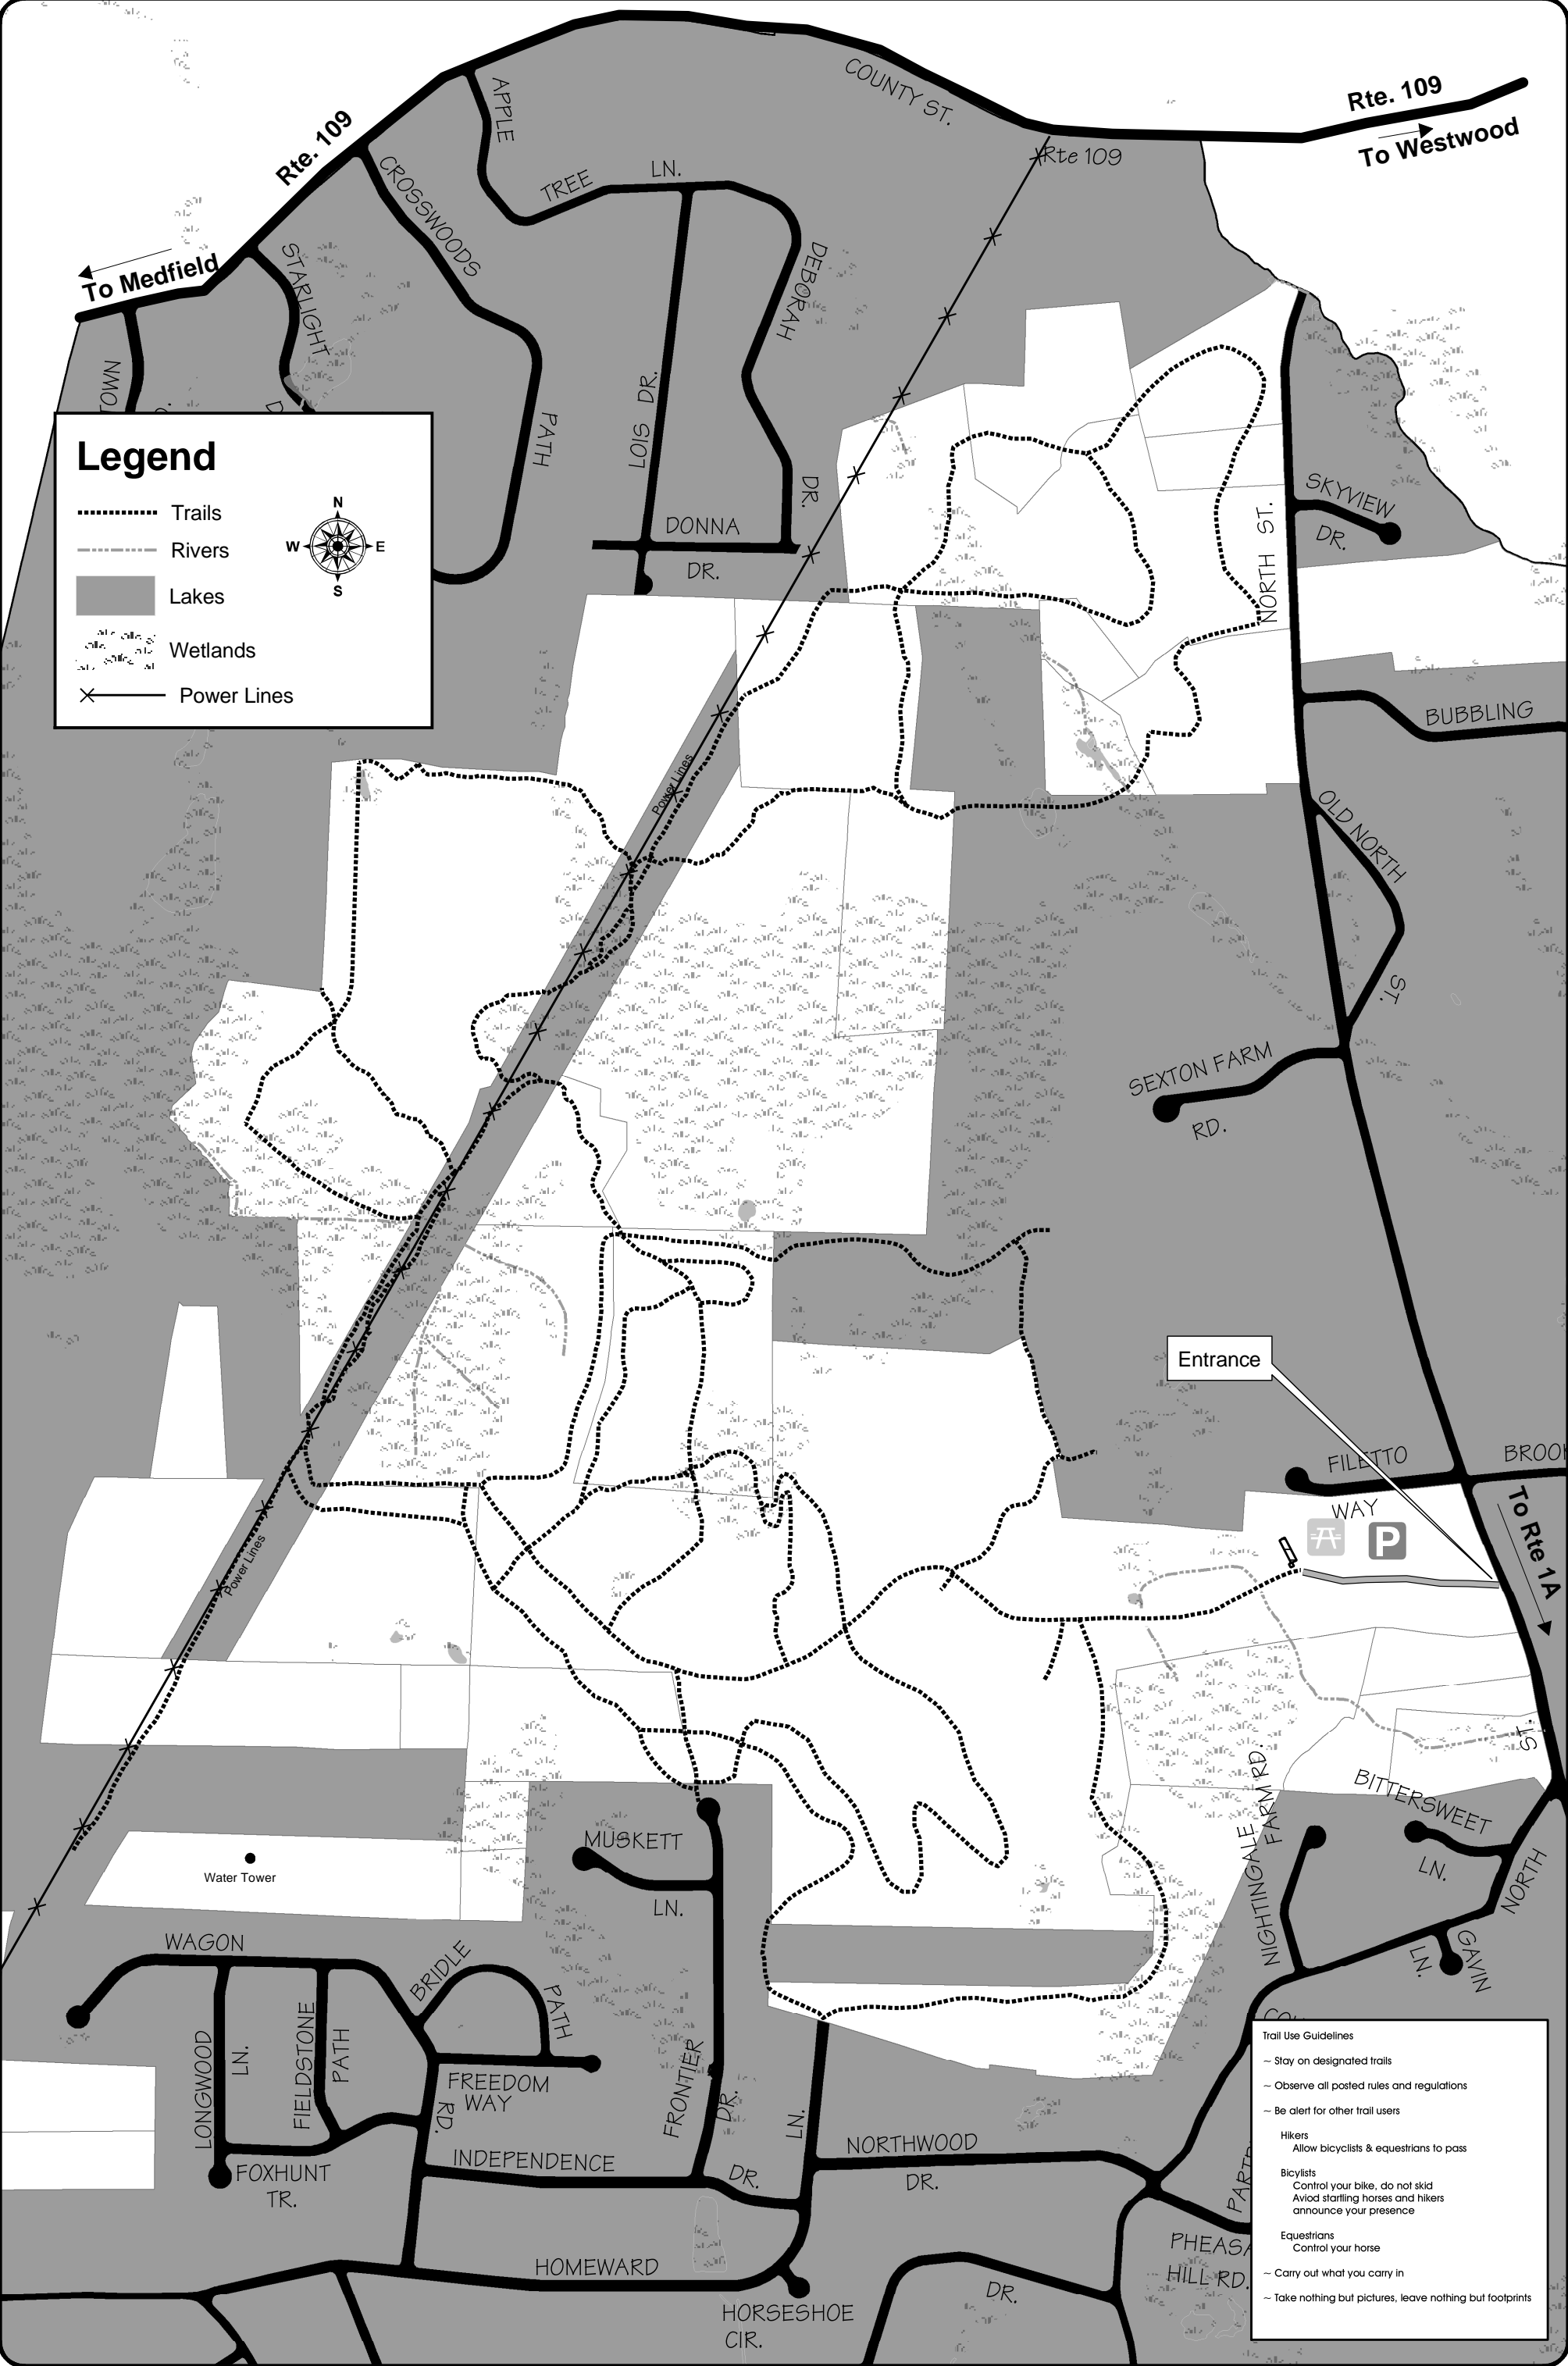 COUNTY ST.
Rte. 109
To Westwood
Rte 109
APPLE
TREE
LN.
Rte. 109
CROSSWOODS
PATH
To Medfield
STARLIGHT
D
TOWN
LOIS DR.
DEBORAH
DR.
DONNA
DR.
Legend
Trails
Rivers
Lakes
Wetlands
Power Lines
N
W
E
S
NORTH ST.
SKYVIEW
DR.
BUBBLING
OLD NORTH
ST.
Power Lines
SEXTON FARM
RD.
Entrance
FILETTO
WAY
BROO
P
To Rte 1A
Power Lines
ST.
NIGHTINGALE
FARM RD.
BITTERSWEET
LN.
NORTH
GAVIN
LN.
MUSKETT
LN.
Water Tower
WAGON
BRIDLE
PATH
LONGWOOD
LN.
FIELDSTONE
PATH
FREEDOM
WAY
RD.
FRONTIER
DR.
LN.
INDEPENDENCE
DR.
NORTHWOOD
DR.
FOXHUNT
TR.
HOMEWARD
HORSESHOE
CIR.
DR.
PARTR
PHEASA
HILL RD.
Trail Use Guidelines
~ Stay on designated trails
~ Observe all posted rules and regulations
~ Be alert for other trail users
Hikers
Allow bicyclists & equestrians to pass
Bicylists
Control your bike, do not skid
Aviod startling horses and hikers
announce your presence
Equestrians
Control your horse
~ Carry out what you carry in
~ Take nothing but pictures, leave nothing but footprints